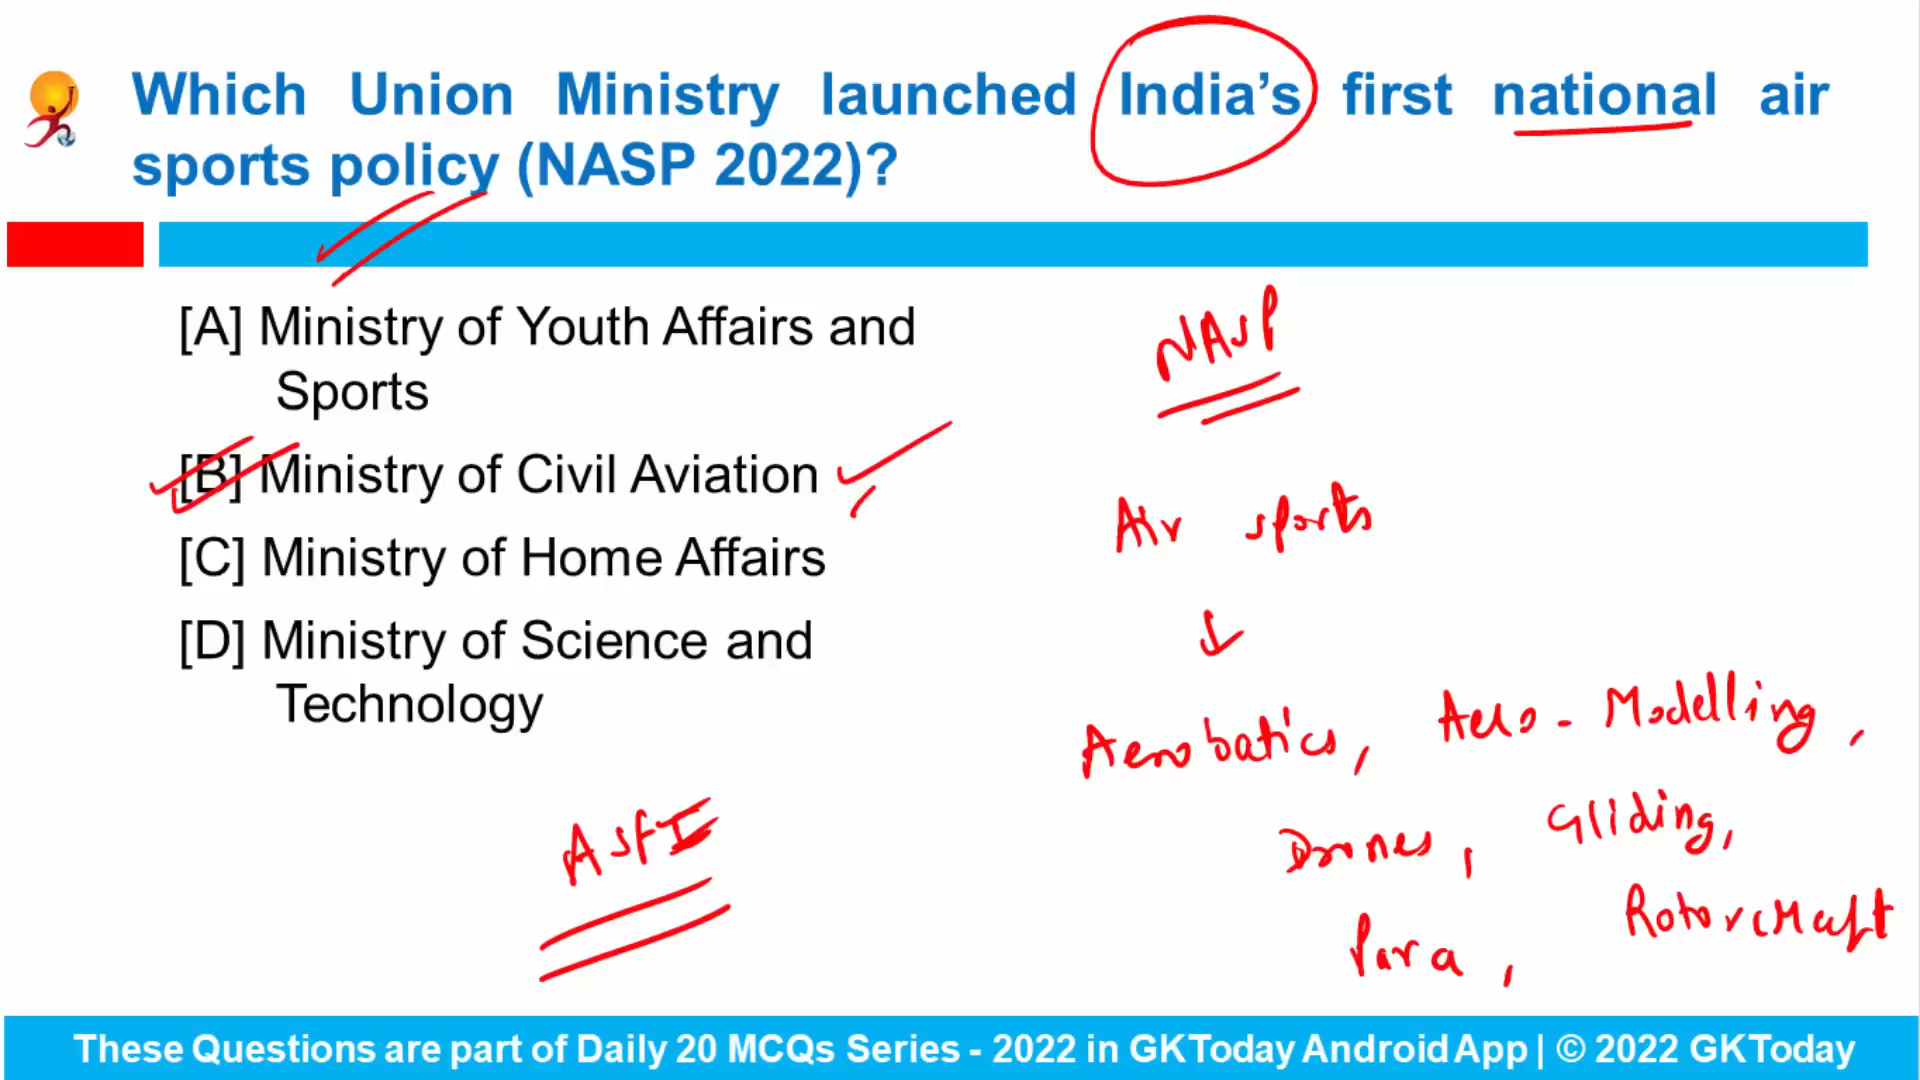 Which Union Ministry launched India's first national air
sports policy (NASP 2022)?
[A] Ministry of Youth Affairs and
Sports
[B] Ministry of Civil Aviation
[C] Ministry of Home Affairs
[D] Ministry of Science and
Technology
NASP
Air sports
Aerobatics, Aero-Modelling,
Drones, Gliding,
Para, Rotorcraft
ASFI
These Questions are part of Daily 20 MCQs Series - 2022 in GKToday Android App | © 2022 GKToday